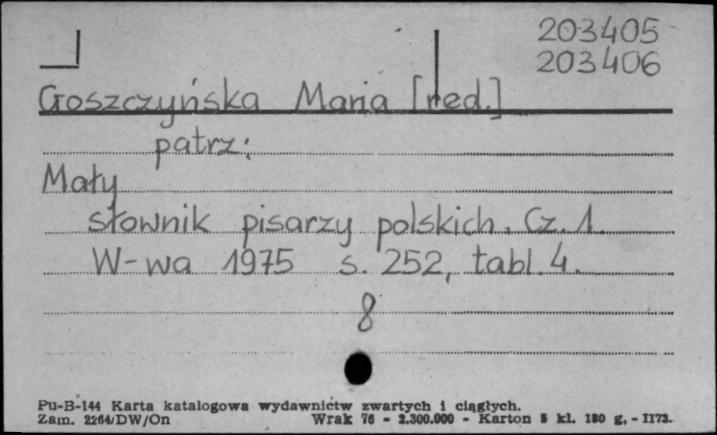 203405
203406
Goszczyńska Maria [red.]
patrz:
Mały
słownik pisarzy polskich. Cz. 1.
W-wa 1975 s. 252, tabl. 4.
8
Pu-B-144 Karta katalogowa wydawnictw zwartych i ciągłych.
Zam. 2264/DW/On Wrak 76 - 2.300.000 - Karton 5 kl. 180 g, - II73.